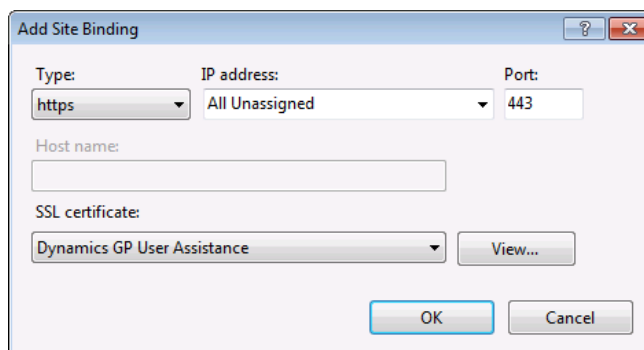 Add Site Binding
?
Type: IP address: Port:
https All Unassigned 443
Host name:
SSL certificate:
Dynamics GP User Assistance View...
OK Cancel